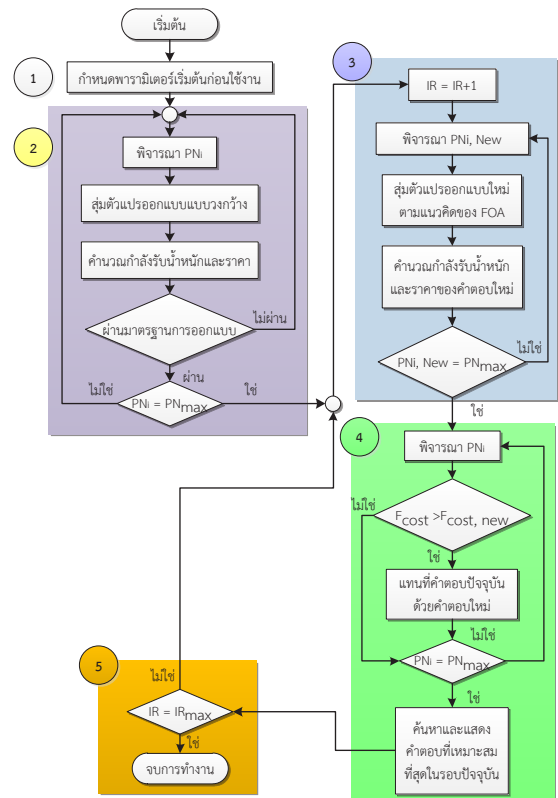 เริ่มต้น
1
กำหนดพารามิเตอร์เริ่มต้นก่อนใช้งาน
2
พิจารณา PNi
สุ่มตัวแปรออกแบบแบบวงกว้าง
คำนวณกำลังรับน้ำหนักและราคา
ผ่านมาตรฐานการออกแบบ
ไม่ผ่าน
ผ่าน
ไม่ใช่
PNi = PNmax
ใช่
3
IR = IR+1
พิจารณา PNi, New
สุ่มตัวแปรออกแบบใหม่
ตามแนวคิดของ FOA
คำนวณกำลังรับน้ำหนัก
และราคาของคำตอบใหม่
PNi, New = PNmax
ไม่ใช่
ใช่
4
พิจารณา PNi
ไม่ใช่
Fcost >Fcost, new
ใช่
แทนที่คำตอบปัจจุบัน
ด้วยคำตอบใหม่
ไม่ใช่
PNi = PNmax
ใช่
ค้นหาและแสดง
คำตอบที่เหมาะสม
ที่สุดในรอบปัจจุบัน
5
ไม่ใช่
IR = IRmax
ใช่
จบการทำงาน